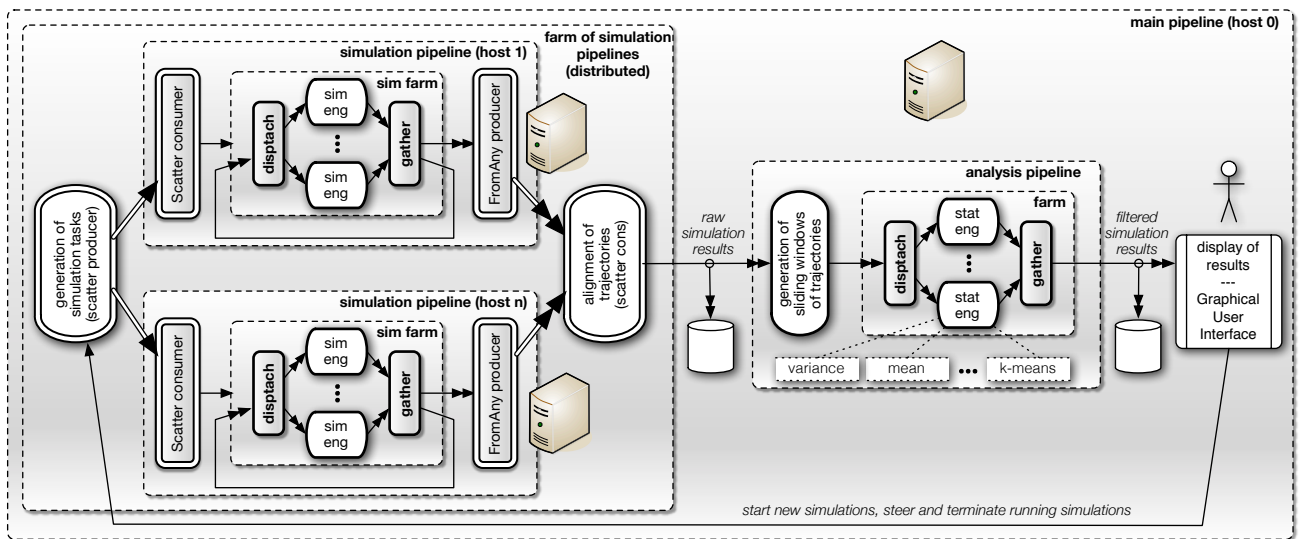 main pipeline (host 0)
farm of simulation
pipelines
(distributed)
simulation pipeline (host 1)
Scatter consumer
sim farm
disptach
sim
eng
•••
sim
eng
gather
FromAny producer
generation of
simulation tasks
(scatter producer)
simulation pipeline (host n)
Scatter consumer
sim farm
disptach
sim
eng
•••
sim
eng
gather
FromAny producer
alignment of
trajectories
(scatter cons)
raw
simulation
results
analysis pipeline
generation of
sliding windows
of trajectories
farm
disptach
stat
eng
•••
stat
eng
gather
variance
mean
•••
k-means
filtered
simulation
results
display of
results
---
Graphical
User
Interface
start new simulations, steer and terminate running simulations